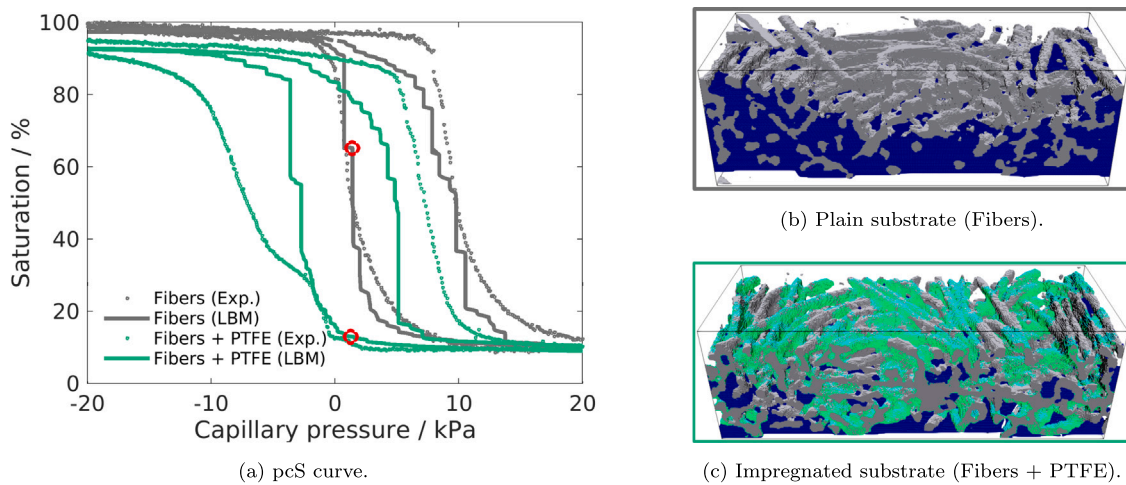 100
80
60
40
20
0
Saturation / %
Fibers (Exp.)
Fibers (LBM)
Fibers + PTFE (Exp.)
Fibers + PTFE (LBM)
-20
-10
0
10
20
Capillary pressure / kPa
(a) pcS curve.
(b) Plain substrate (Fibers).
(c) Impregnated substrate (Fibers + PTFE).